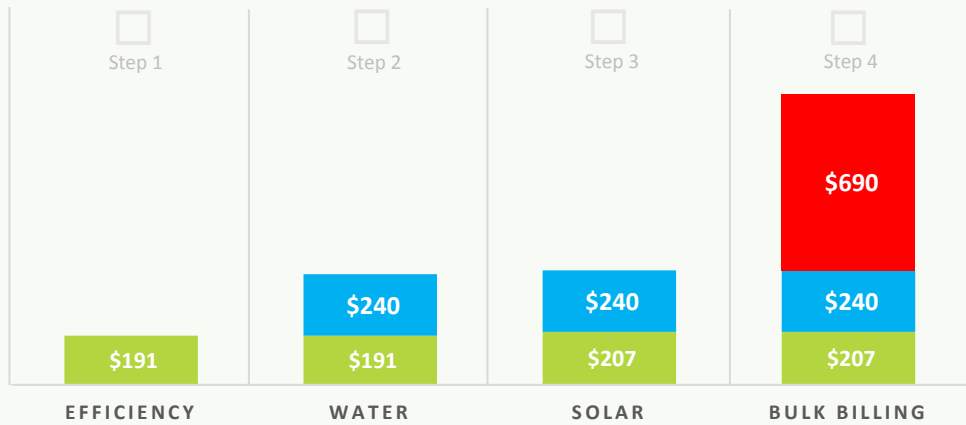 Step 1
Step 2
Step 3
Step 4
$690
$240
$240
$240
$191
$191
$207
$207
EFFICIENCY
WATER
SOLAR
BULK BILLING